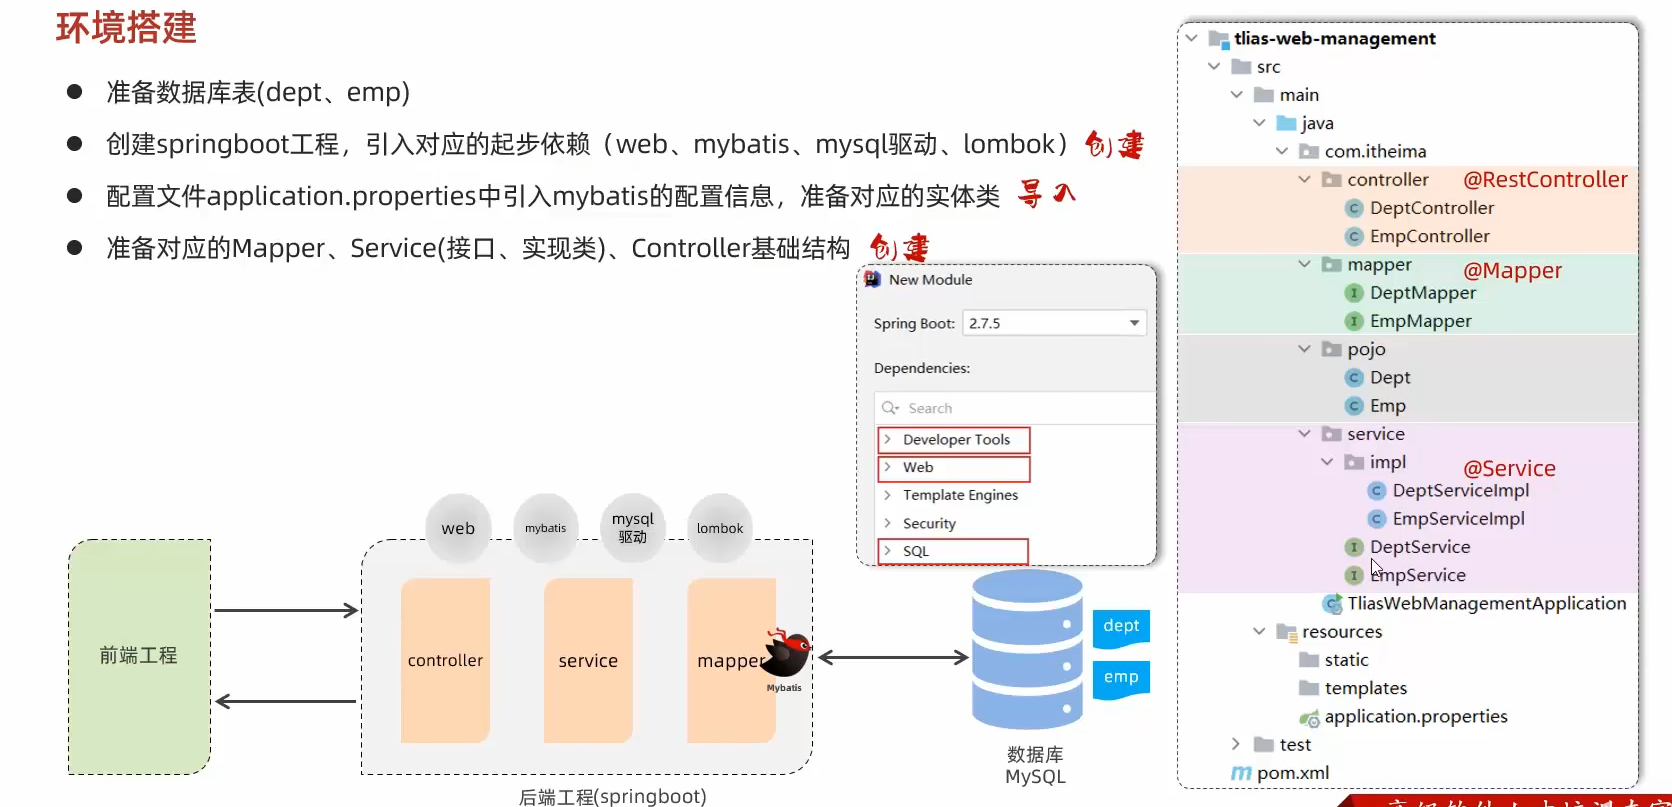 环境搭建
准备数据库表(dept、emp)
创建springboot工程，引入对应的起步依赖（web、mybatis、mysql驱动、lombok）创建
配置文件application.properties中引入mybatis的配置信息，准备对应的实体类 导入
准备对应的Mapper、Service(接口、实现类)、Controller基础结构 创建
New Module
Spring Boot: 2.7.5
Dependencies:
Search
Developer Tools
Web
Template Engines
Security
SQL
web
mybatis
mysql
驱动
lombok
前端工程
controller
service
mapper
Mybatis
后端工程(springboot)
dept
emp
数据库
MySQL
tlias-web-management
src
main
java
com.itheima
controller @RestController
DeptController
EmpController
mapper @Mapper
DeptMapper
EmpMapper
pojo
Dept
Emp
service
impl @Service
DeptServiceImpl
EmpServiceImpl
DeptService
EmpService
TliasWebManagementApplication
resources
static
templates
application.properties
test
pom.xml